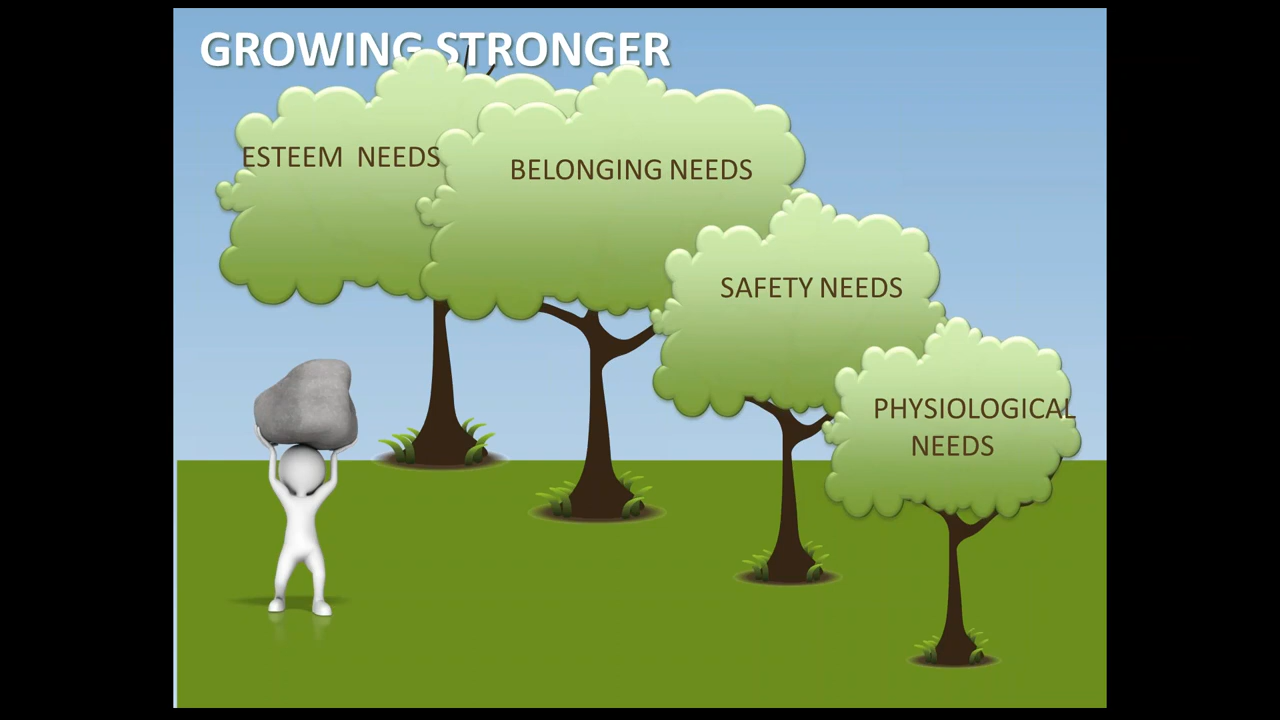 GROWING STRONGER
ESTEEM NEEDS
BELONGING NEEDS
SAFETY NEEDS
PHYSIOLOGICAL
NEEDS